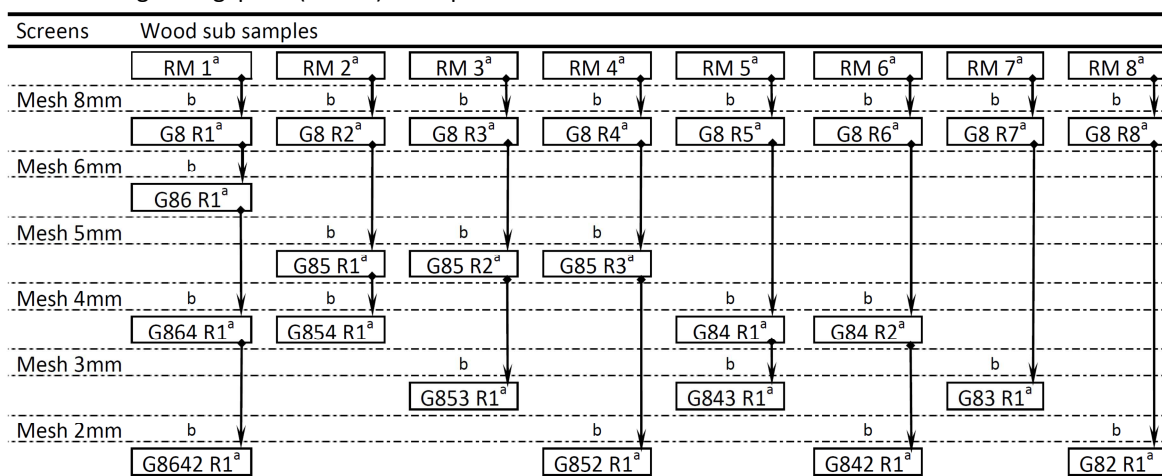 Screens Wood sub samples
RM 1ᵃ RM 2ᵃ RM 3ᵃ RM 4ᵃ RM 5ᵃ RM 6ᵃ RM 7ᵃ RM 8ᵃ
Mesh 8mm b b b b b b b b
G8 R1ᵃ G8 R2ᵃ G8 R3ᵃ G8 R4ᵃ G8 R5ᵃ G8 R6ᵃ G8 R7ᵃ G8 R8ᵃ
Mesh 6mm b
G86 R1ᵃ
Mesh 5mm b b b
G85 R1ᵃ G85 R2ᵃ G85 R3ᵃ
Mesh 4mm b b b b
G864 R1ᵃ G854 R1ᵃ G84 R1ᵃ G84 R2ᵃ
Mesh 3mm b b b
G853 R1ᵃ G843 R1ᵃ G83 R1ᵃ
Mesh 2mm b b b b
G8642 R1ᵃ G852 R1ᵃ G842 R1ᵃ G82 R1ᵃ